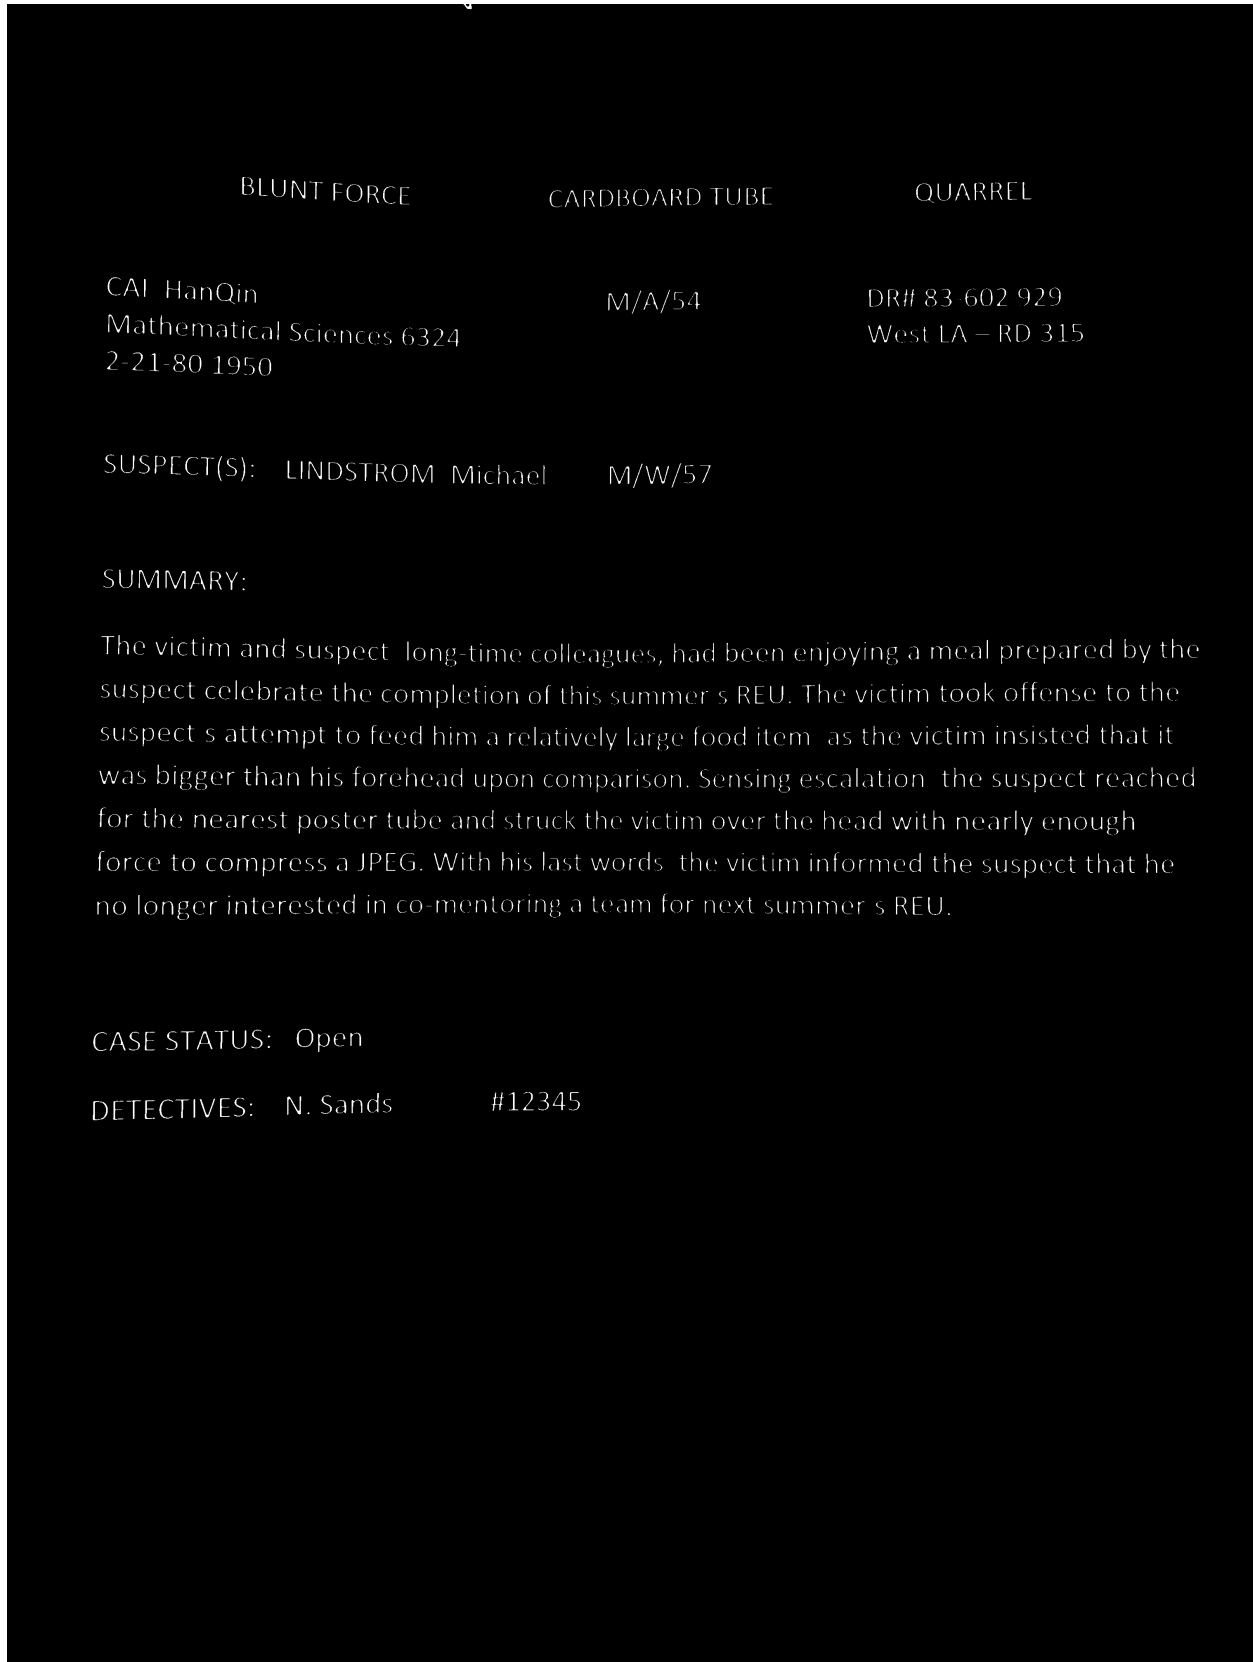 BLUNT FORCE CARDBOARD TUBE QUARREL
CAI HanQin M/A/54 DR# 83-602 929
Mathematical Sciences 6324 West LA – RD 315
2-21-80 1950
SUSPECT(S): LINDSTROM Michael M/W/57
SUMMARY:
The victim and suspect long-time colleagues, had been enjoying a meal prepared by the
suspect celebrate the completion of this summer s REU. The victim took offense to the
suspect s attempt to feed him a relatively large food item as the victim insisted that it
was bigger than his forehead upon comparison. Sensing escalation the suspect reached
for the nearest poster tube and struck the victim over the head with nearly enough
force to compress a JPEG. With his last words the victim informed the suspect that he
no longer interested in co-mentoring a team for next summer s REU.
CASE STATUS: Open
DETECTIVES: N. Sands #12345